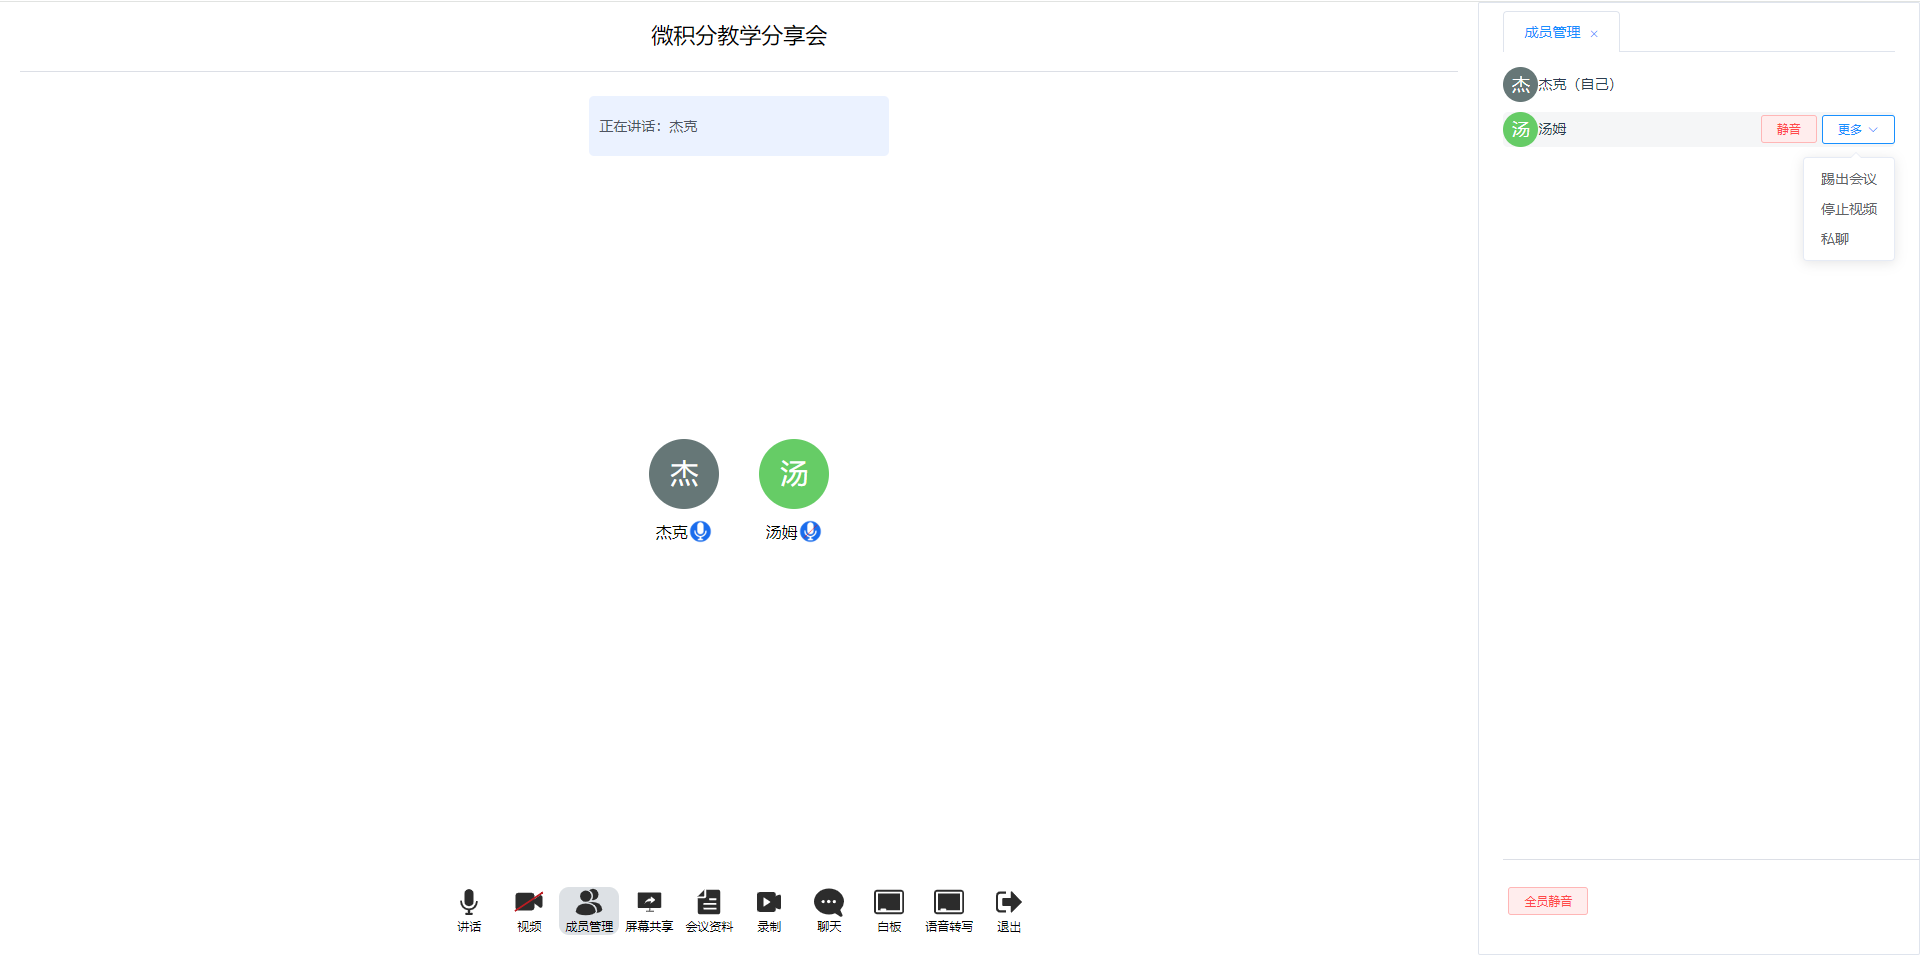 微积分教学分享会
正在讲话：杰克
杰
汤
杰克
汤姆
讲话
视频
成员管理
屏幕共享
会议资料
录制
聊天
白板
语音转写
退出
成员管理 ×
杰 杰克（自己）
汤 汤姆 静音 更多
踢出会议
停止视频
私聊
全员静音